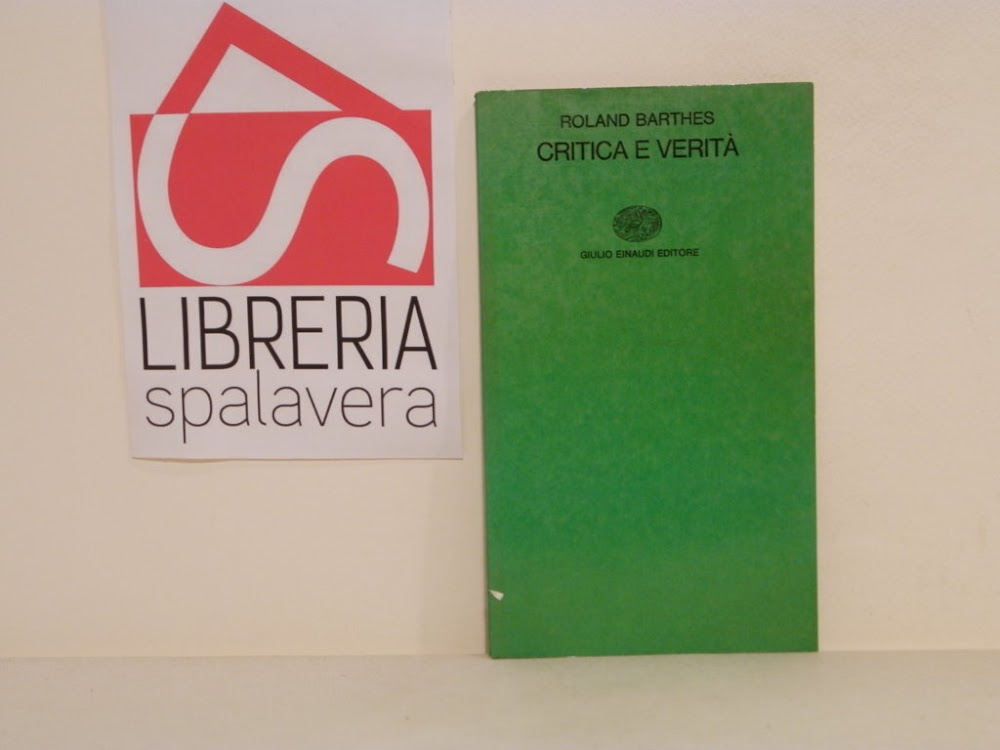 LIBRERIA
spalavera
ROLAND BARTHES
CRITICA E VERITÀ
GIULIO EINAUDI EDITORE